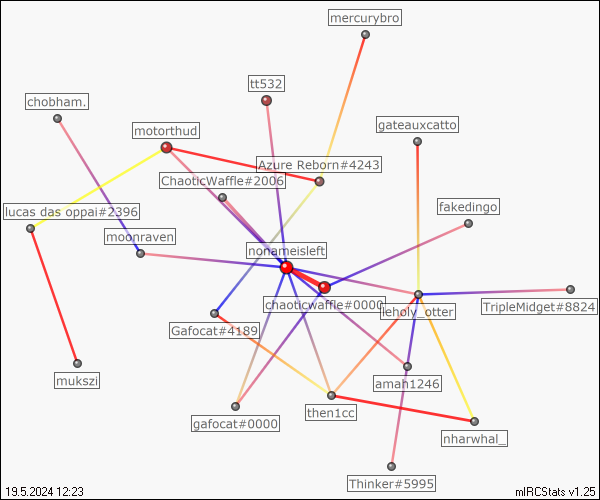 mercurybro
tt532
chobham.
gateauxcatto
motorthud
Azure Reborn#4243
ChaoticWaffle#2006
lucas das oppai#2396
fakedingo
moonraven
nonameisleft
chaoticwaffle#0000
leholy_otter
TripleMidget#8824
Gafocat#4189
mukszi
amah1246
then1cc
gafocat#0000
nharwhal_
Thinker#5995
19.5.2024 12:23
mIRCStats v1.25